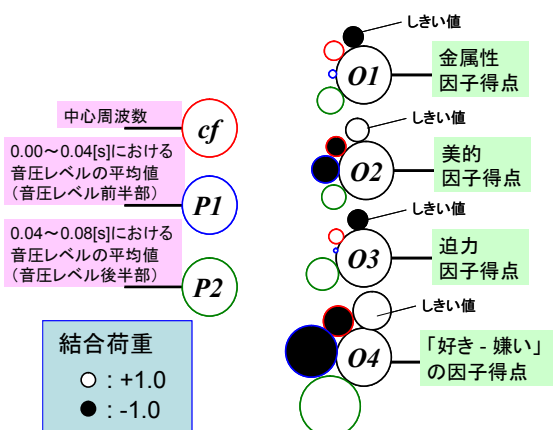 中心周波数
cf
0.00～0.04[s]における
音圧レベルの平均値
（音圧レベル前半部）
P1
0.04～0.08[s]における
音圧レベルの平均値
（音圧レベル後半部）
P2
結合荷重
○ : +1.0
● : -1.0
しきい値
O1
金属性
因子得点
しきい値
O2
美的
因子得点
しきい値
O3
迫力
因子得点
しきい値
O4
「好き - 嫌い」
の因子得点